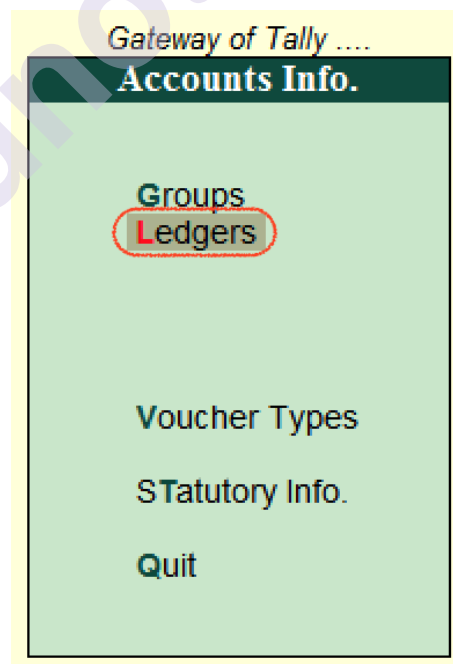 Gateway of Tally ....
Accounts Info.
Groups
Ledgers
Voucher Types
STatutory Info.
Quit